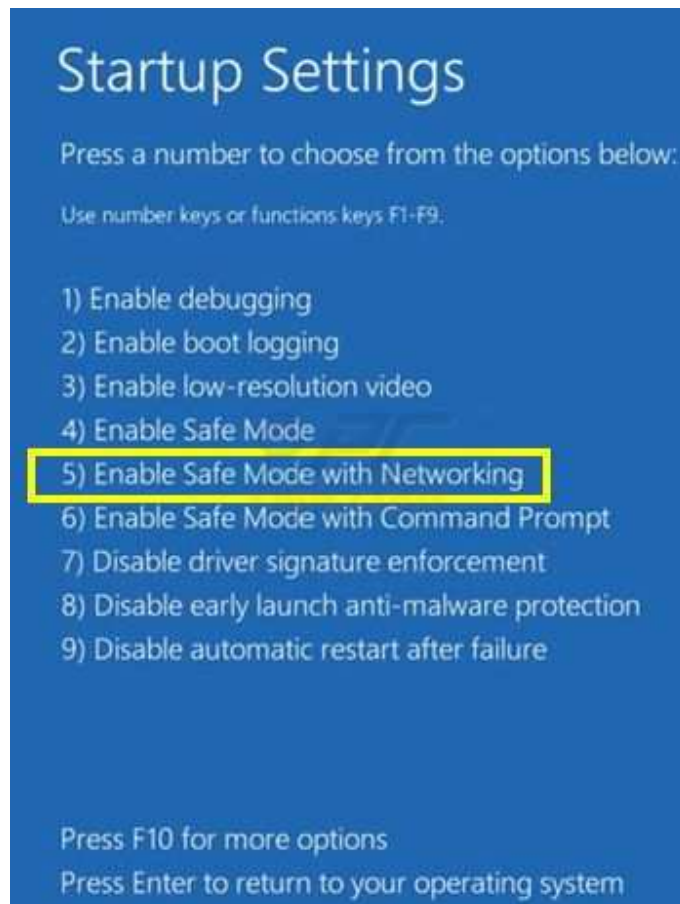 Startup Settings
Press a number to choose from the options below:
Use number keys or functions keys F1-F9.
1) Enable debugging
2) Enable boot logging
3) Enable low-resolution video
4) Enable Safe Mode
5) Enable Safe Mode with Networking
6) Enable Safe Mode with Command Prompt
7) Disable driver signature enforcement
8) Disable early launch anti-malware protection
9) Disable automatic restart after failure
Press F10 for more options
Press Enter to return to your operating system